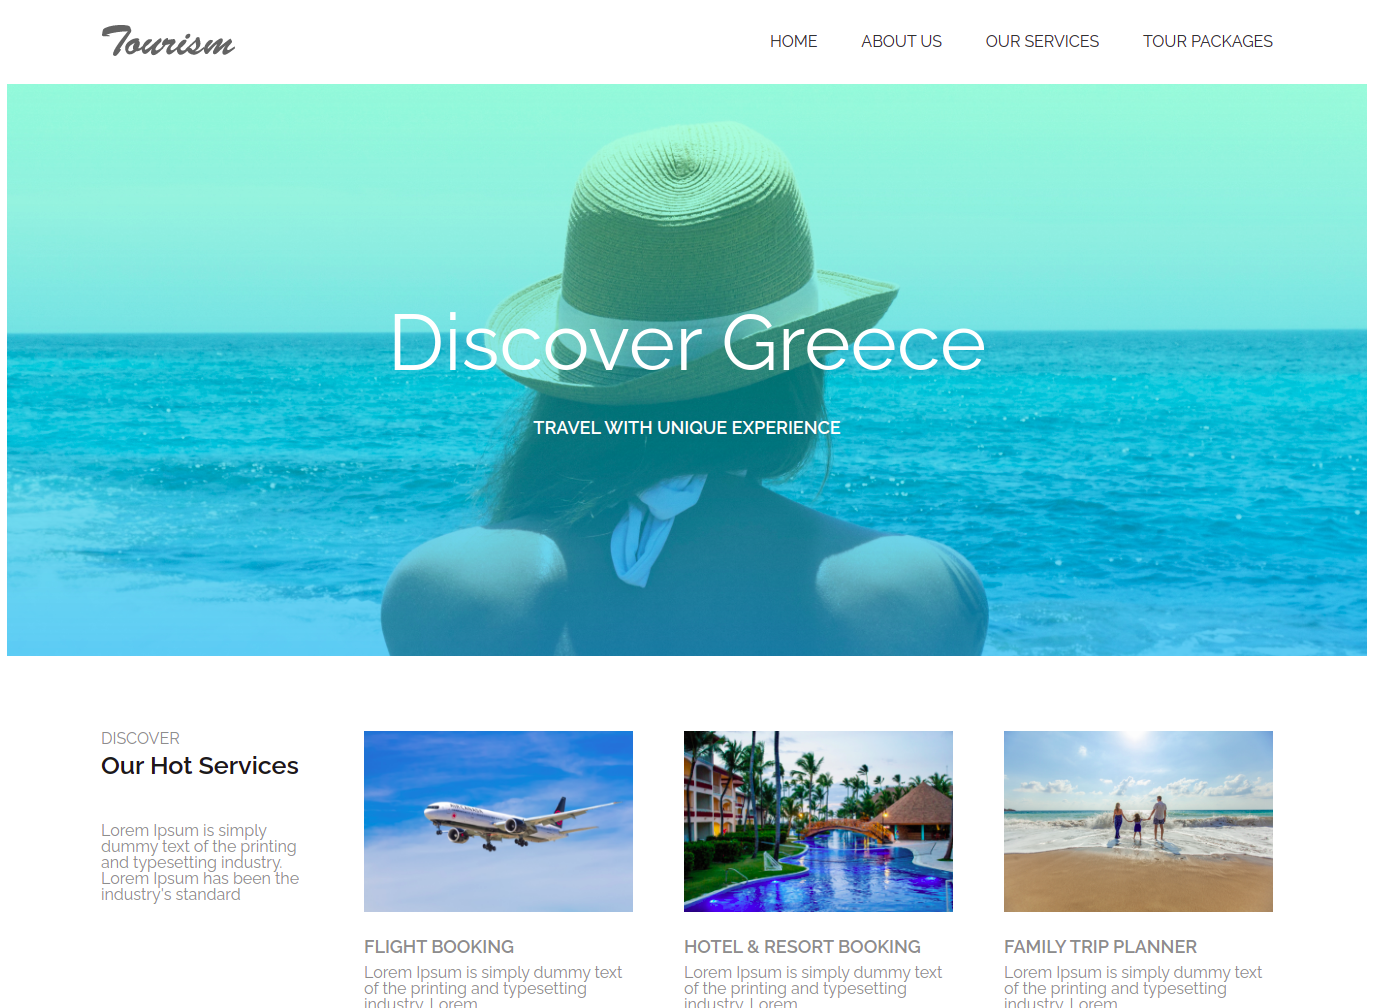 Tourism
HOME
ABOUT US
OUR SERVICES
TOUR PACKAGES
Discover Greece
TRAVEL WITH UNIQUE EXPERIENCE
DISCOVER
Our Hot Services
Lorem Ipsum is simply
dummy text of the printing
and typesetting industry.
Lorem Ipsum has been the
industry's standard
AIR CANADA
FLIGHT BOOKING
Lorem Ipsum is simply dummy text
of the printing and typesetting
industry. Lorem
HOTEL & RESORT BOOKING
Lorem Ipsum is simply dummy text
of the printing and typesetting
industry. Lorem
FAMILY TRIP PLANNER
Lorem Ipsum is simply dummy text
of the printing and typesetting
industry. Lorem